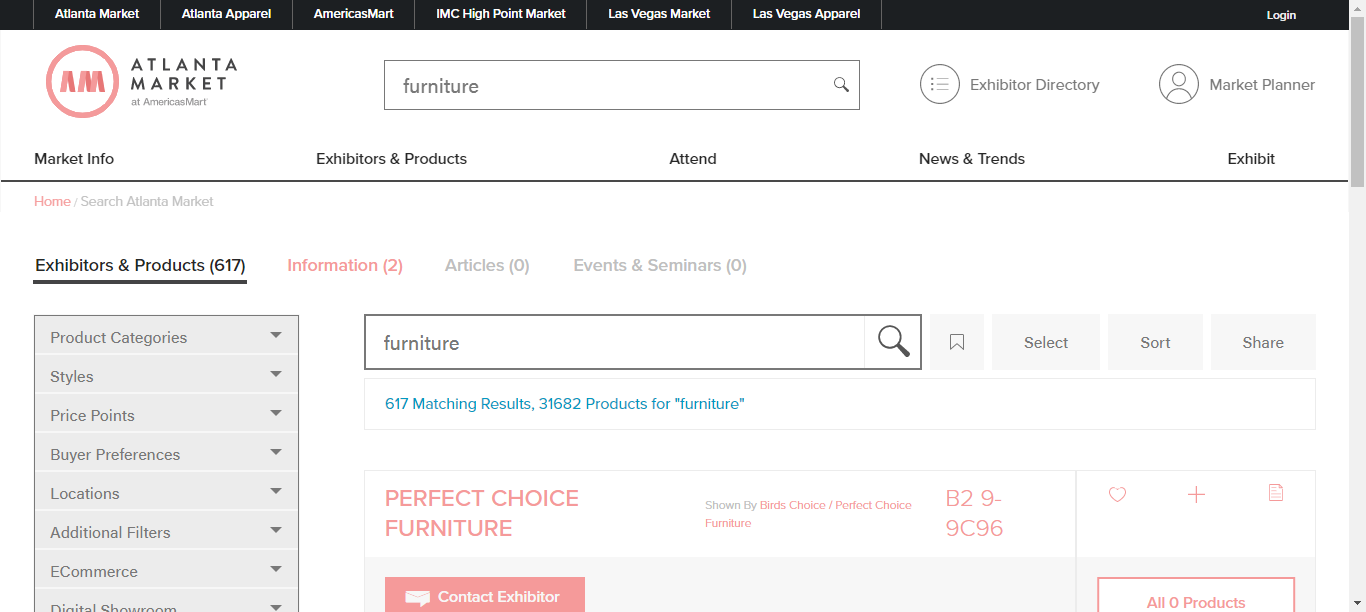 Atlanta Market
Atlanta Apparel
AmericasMart
IMC High Point Market
Las Vegas Market
Las Vegas Apparel
Login
ATLANTA
MARKET
at AmericasMart
furniture
Exhibitor Directory
Market Planner
Market Info
Exhibitors & Products
Attend
News & Trends
Exhibit
Home / Search Atlanta Market
Exhibitors & Products (617)
Information (2)
Articles (0)
Events & Seminars (0)
Product Categories
Styles
Price Points
Buyer Preferences
Locations
Additional Filters
ECommerce
Digital Showroom
furniture
Select
Sort
Share
617 Matching Results, 31682 Products for "furniture"
PERFECT CHOICE
FURNITURE
Shown By Birds Choice / Perfect Choice
Furniture
B2 9-
9C96
Contact Exhibitor
All 0 Products